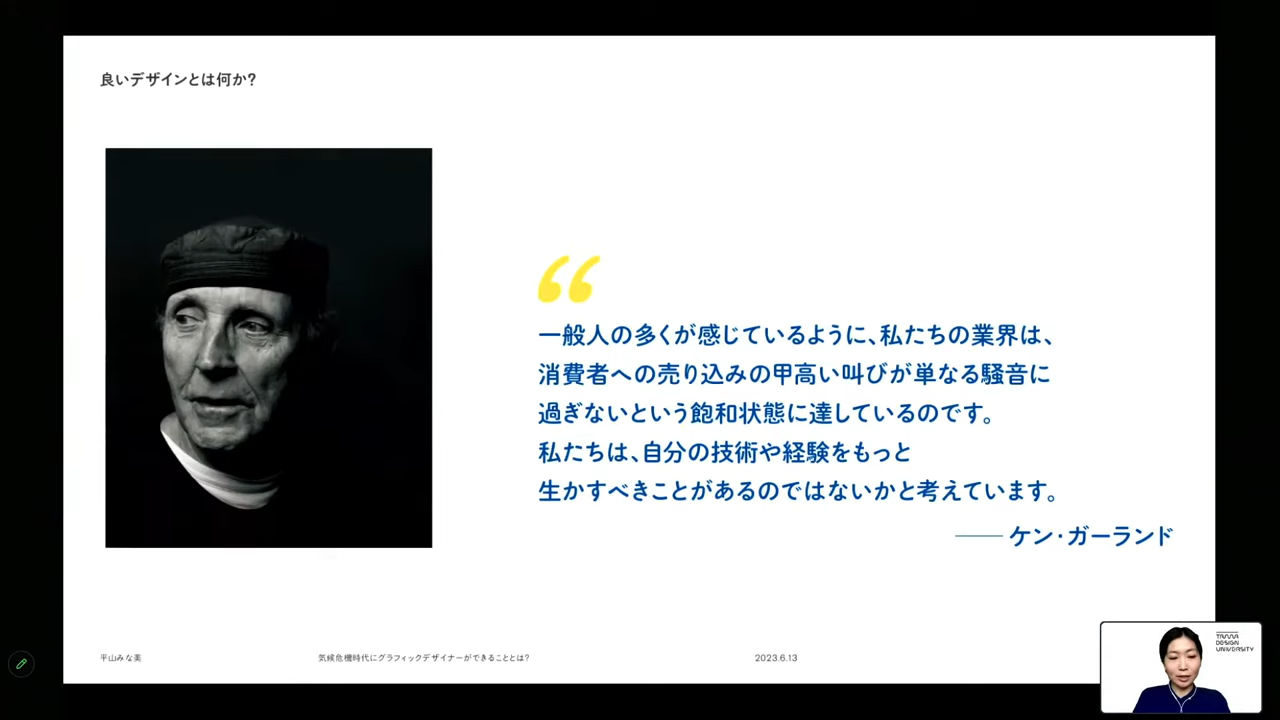 良いデザインとは何か?
“
一般人の多くが感じているように、私たちの業界は、
消費者への売り込みの甲高い叫びが単なる騒音に
過ぎないという飽和状態に達しているのです。
私たちは、自分の技術や経験をもっと
生かすべきことがあるのではないかと考えています。
―― ケン・ガーランド
平山みな美
気候危機時代にグラフィックデザイナーができることとは?
2023.6.13
TAMA
DESIGN
UNIVERSITY